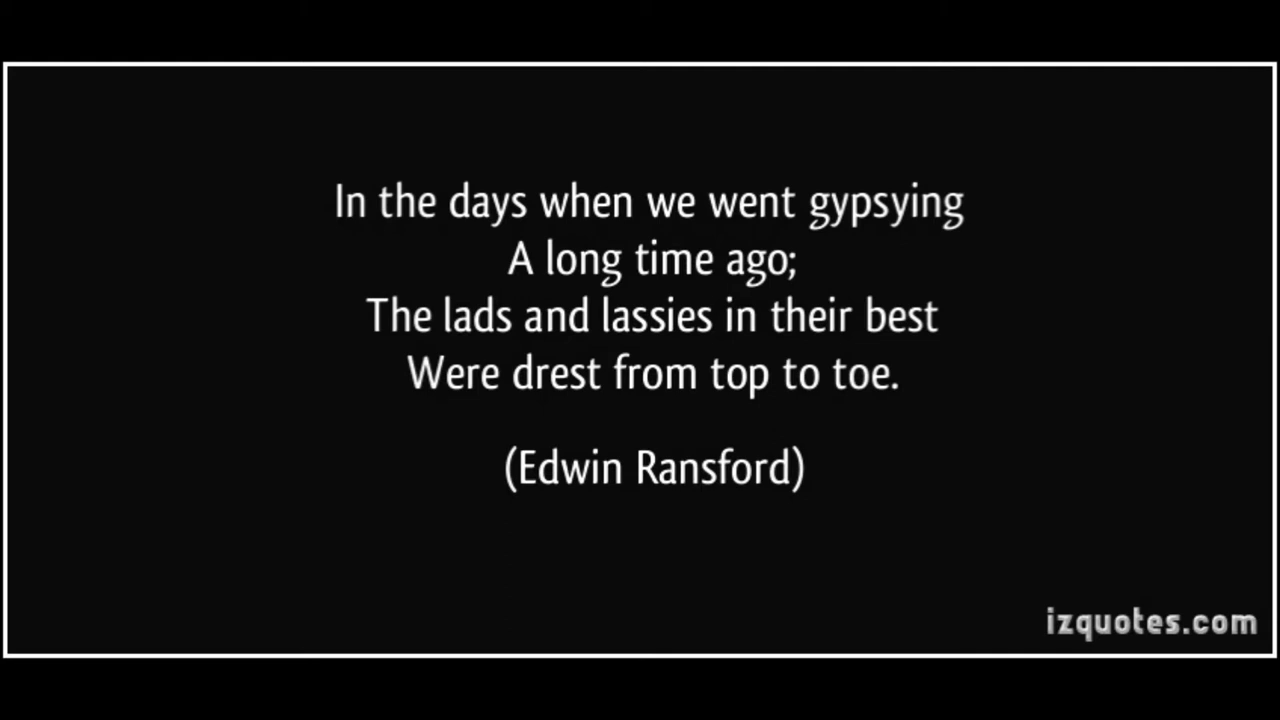 In the days when we went gypsying
A long time ago;
The lads and lassies in their best
Were drest from top to toe.
(Edwin Ransford)
izquotes.com